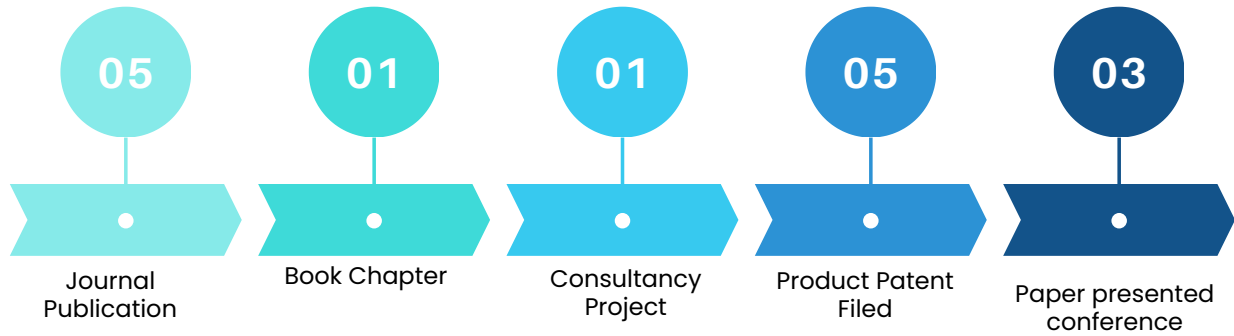 05
01
01
05
03
Journal
Publication
Book Chapter
Consultancy
Project
Product Patent
Filed
Paper presented
conference